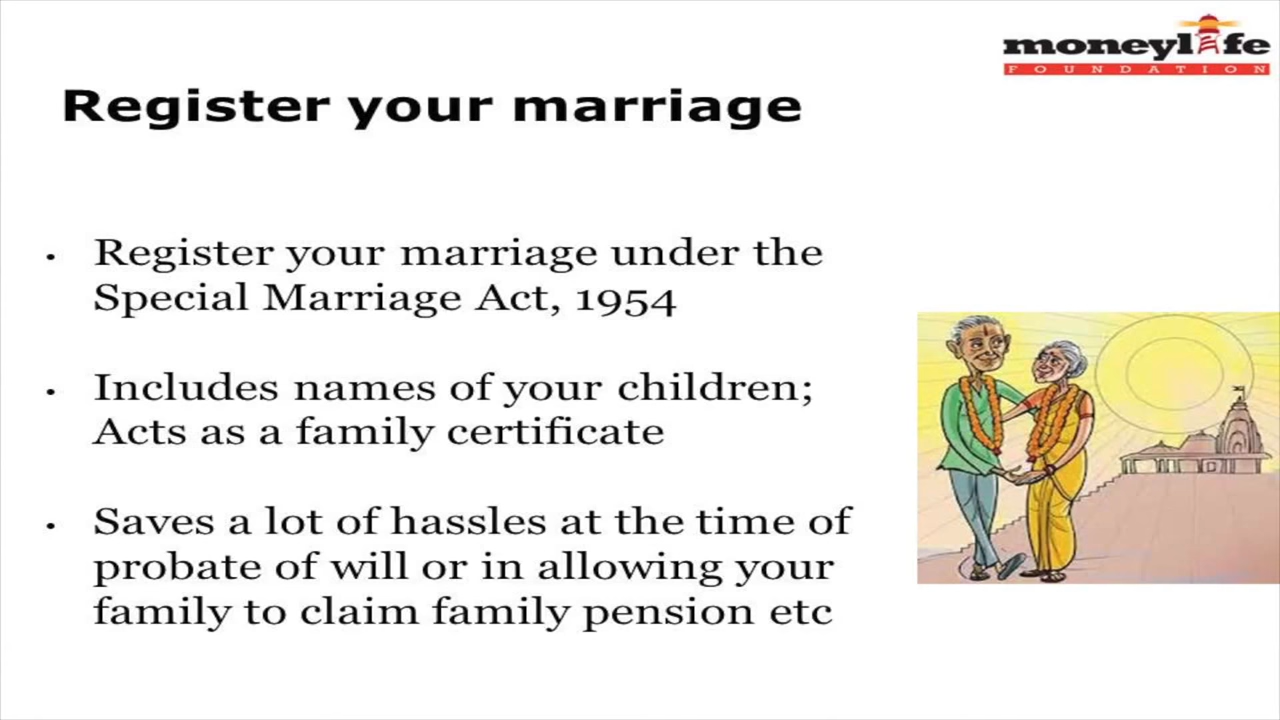 moneylife
FOUNDATION
Register your marriage
• Register your marriage under the
Special Marriage Act, 1954
• Includes names of your children;
Acts as a family certificate
• Saves a lot of hassles at the time of
probate of will or in allowing your
family to claim family pension etc